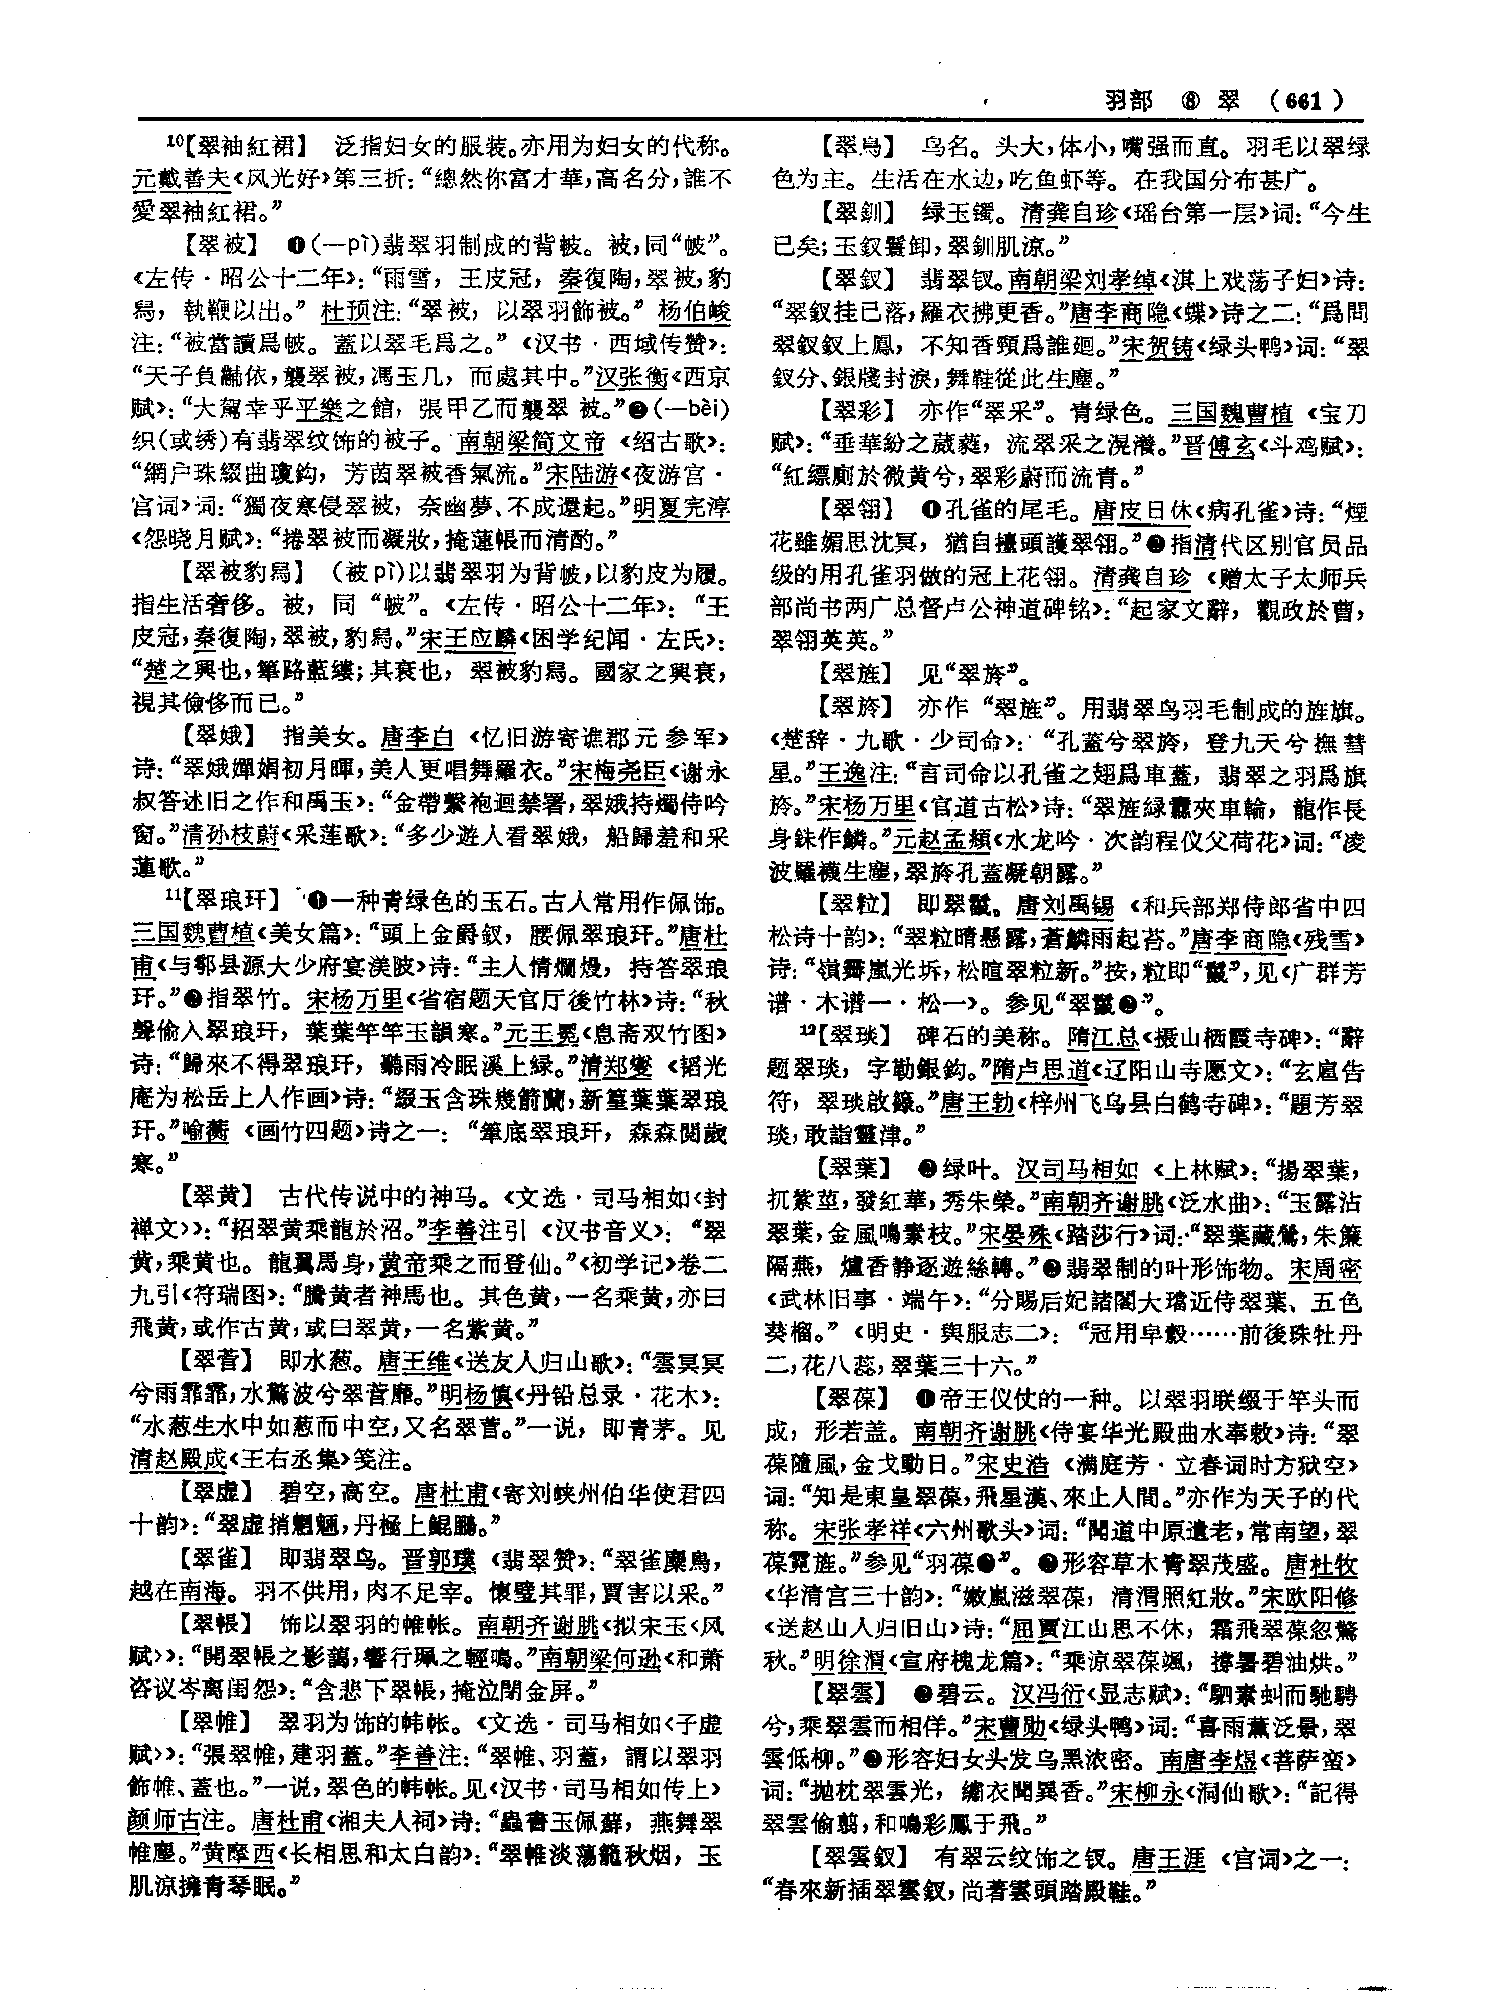 羽部 ⑧ 翠 （661）
10【翠袖紅裙】 泛指妇女的服装。亦用为妇女的代称。
元戴善夫《风光好》第三折：“總然你富才華，高名分，誰不
愛翠袖紅裙。”
【翠被】 ❶（—pī）翡翠羽制成的背帔。被，同“帔”。
《左传·昭公十二年》：“雨雪，王皮冠，秦復陶，翠被，豹
舄，執鞭以出。”杜预注：“翠被，以翠羽飾被。”杨伯峻
注：“被當讀爲帔。蓋以翠毛爲之。”《汉书·西域传赞》：
“天子負黼依，襲翠被，馮玉几，而處其中。”汉张衡《西京
赋》：“大駕幸乎平樂之館，張甲乙而襲翠被。”❷（—bèi）
织（或绣）有翡翠纹饰的被子。南朝梁简文帝《绍古歌》：
“網户珠綴曲瓊鈎，芳茵翠被香氣流。”宋陆游《夜游宫·
宫词》词：“獨夜寒侵翠被，奈幽夢、不成還起。”明夏完淳
《怨晓月赋》：“捲翠被而凝妝，掩蓮帳而清酌。”
【翠被豹舄】 （被pī）以翡翠羽为背帔，以豹皮为履。
指生活奢侈。被，同“帔”。《左传·昭公十二年》：“王
皮冠，秦復陶，翠被，豹舄。”宋王应麟《困学纪闻·左氏》：
“楚之興也，篳路藍縷；其衰也，翠被豹舄。國家之興衰，
視其儉侈而已。”
【翠娥】 指美女。唐李白《忆旧游寄谯郡元参军》
诗：“翠娥嬋娟初月暉，美人更唱舞羅衣。”宋梅尧臣《谢永
叔答述旧之作和禹玉》：“金帶繫袍迴禁署，翠娥持燭侍吟
窗。”清孙枝蔚《采莲歌》：“多少遊人看翠娥，船歸羞和采
蓮歌。”
11【翠琅玕】 ❶一种青绿色的玉石。古人常用作佩饰。
三国魏曹植《美女篇》：“頭上金爵釵，腰佩翠琅玕。”唐杜
甫《与鄠县源大少府宴渼陂》诗：“主人情爛熳，持答翠琅
玕。”❷指翠竹。宋杨万里《省宿题天官厅後竹林》诗：“秋
聲偷入翠琅玕，葉葉竿竿玉韻寒。”元王冕《息斋双竹图》
诗：“歸來不得翠琅玕，聽雨冷眠溪上緑。”清郑燮《韬光
庵为松岳上人作画》诗：“綴玉含珠幾箭蘭，新篁葉葉翠琅
玕。”喻蘅《画竹四题》诗之一：“筆底翠琅玕，森森閲歲
寒。”
【翠黄】 古代传说中的神马。《文选·司马相如〈封
禅文〉》：“招翠黄乘龍於沼。”李善注引《汉书音义》：“翠
黄，乘黄也。龍翼馬身，黄帝乘之而登仙。”《初学记》卷二
九引《符瑞图》：“騰黄者神馬也。其色黄，一名乘黄，亦曰
飛黄，或作古黄，或曰翠黄，一名紫黄。”
【翠菅】 即水葱。唐王维《送友人归山歌》：“雲冥冥
兮雨霏霏，水驚波兮翠菅靡。”明杨慎《丹铅总录·花木》：
“水葱生水中如葱而中空，又名翠菅。”一说，即青茅。见
清赵殿成《王右丞集》笺注。
【翠虚】 碧空，高空。唐杜甫《寄刘峡州伯华使君四
十韵》：“翠虚捎魍魎，丹極上鯤鵬。”
【翠雀】 即翡翠鸟。晋郭璞《翡翠赞》：“翠雀麋鳥，
越在南海。羽不供用，肉不足宰。懷璧其罪，賈害以采。”
【翠帳】 饰以翠羽的帷帐。南朝齐谢朓《拟宋玉〈风
赋〉》：“開翠帳之影藹，響行珮之輕鳴。”南朝梁何逊《和萧
咨议岑离闺怨》：“含悲下翠帳，掩泣閉金屏。”
【翠帷】 翠羽为饰的帏帐。《文选·司马相如〈子虚
赋〉》：“張翠帷，建羽蓋。”李善注：“翠帷、羽蓋，謂以翠羽
飾帷、蓋也。”一说，翠色的帏帐。见《汉书·司马相如传上》
颜师古注。唐杜甫《湘夫人祠》诗：“蟲書玉佩蘚，燕舞翠
帷塵。”黄摩西《长相思和太白韵》：“翠帷淡蕩籠秋烟，玉
肌凉擁青琴眠。”
【翠鳥】 鸟名。头大，体小，嘴强而直。羽毛以翠绿
色为主。生活在水边，吃鱼虾等。在我国分布甚广。
【翠釧】 绿玉镯。清龚自珍《瑶台第一层》词：“今生
已矣；玉釵鬟卸，翠釧肌涼。”
【翠釵】 翡翠钗。南朝梁刘孝绰《淇上戏荡子妇》诗：
“翠釵挂已落，羅衣拂更香。”唐李商隐《蝶》诗之二：“爲問
翠釵釵上鳳，不知香頸爲誰迴。”宋贺铸《绿头鸭》词：“翠
釵分、銀牋封淚，舞鞋從此生塵。”
【翠彩】 亦作“翠采”。青绿色。三国魏曹植《宝刀
赋》：“垂華紛之葳蕤，流翠采之滉瀁。”晋傅玄《斗鸡赋》：
“紅縹廁於微黄兮，翠彩蔚而流青。”
【翠翎】 ❶孔雀的尾毛。唐皮日休《病孔雀》诗：“煙
花雖媚思沈冥，猶自擡頭護翠翎。”❷指清代区别官员品
级的用孔雀羽做的冠上花翎。清龚自珍《赠太子太师兵
部尚书两广总督卢公神道碑铭》：“起家文辭，觀政於曹，
翠翎英英。”
【翠旌】 见“翠旍”。
【翠旍】 亦作“翠旌”。用翡翠鸟羽毛制成的旌旗。
《楚辞·九歌·少司命》：“孔蓋兮翠旍，登九天兮撫彗
星。”王逸注：“言司命以孔雀之翅爲車蓋，翡翠之羽爲旗
旍。”宋杨万里《官道古松》诗：“翠旌緑纛夾車輪，龍作長
身鉄作鱗。”元赵孟頫《水龙吟·次韵程仪父荷花》词：“凌
波羅襪生塵，翠旍孔蓋凝朝露。”
【翠粒】 即翠鬣。唐刘禹锡《和兵部郑侍郎省中四
松诗十韵》：“翠粒晴懸露，蒼鱗雨起苔。”唐李商隐《残雪》
诗：“嶺霽嵐光坼，松暄翠粒新。”按，粒即“鬣”，见《广群芳
谱·木谱一·松一》。参见“翠鬣❷”。
12【翠琰】 碑石的美称。隋江总《摄山栖霞寺碑》：“辭
题翠琰，字勒銀鈎。”隋卢思道《辽阳山寺愿文》：“玄扈告
符，翠琰啟籙。”唐王勃《梓州飞乌县白鹤寺碑》：“題芳翠
琰，敢詣靈津。”
【翠葉】 ❶绿叶。汉司马相如《上林赋》：“揚翠葉，
扤紫莖，發紅華，秀朱榮。”南朝齐谢朓《泛水曲》：“玉露沾
翠葉，金風鳴素枝。”宋晏殊《踏莎行》词：“翠葉藏鶯，朱簾
隔燕，爐香静逐遊絲轉。”❷翡翠制的叶形饰物。宋周密
《武林旧事·端午》：“分賜后妃諸閣大璫近侍翠葉、五色
葵榴。”《明史·舆服志二》：“冠用皁縠……前後珠牡丹
二，花八蕊，翠葉三十六。”
【翠葆】 ❶帝王仪仗的一种。以翠羽联缀于竿头而
成，形若盖。南朝齐谢朓《侍宴华光殿曲水奉敕》诗：“翠
葆隨風，金戈動日。”宋史浩《满庭芳·立春词时方狱空》
词：“知是東皇翠葆，飛星漢、來止人間。”亦作为天子的代
称。宋张孝祥《六州歌头》词：“聞道中原遺老，常南望，翠
葆霓旌。”参见“羽葆❶”。❷形容草木青翠茂盛。唐杜牧
《华清宫三十韵》：“嫩嵐滋翠葆，清渭照紅妝。”宋欧阳修
《送赵山人归旧山》诗：“屈賈江山思不休，霜飛翠葆忽驚
秋。”明徐渭《宣府槐龙篇》：“乘涼翠葆颯，擋暑碧油烘。”
【翠雲】 ❶碧云。汉冯衍《显志赋》：“駟素虯而馳騁
兮，乘翠雲而相佯。”宋曹勋《绿头鸭》词：“喜雨薰泛景，翠
雲低柳。”❷形容妇女头发乌黑浓密。南唐李煜《菩萨蛮》
词：“抛枕翠雲光，繡衣聞異香。”宋柳永《洞仙歌》：“記得
翠雲偷翦，和鳴彩鳳于飛。”
【翠雲釵】 有翠云纹饰之钗。唐王涯《宫词》之一：
“春來新插翠雲釵，尚著雲頭踏殿鞋。”